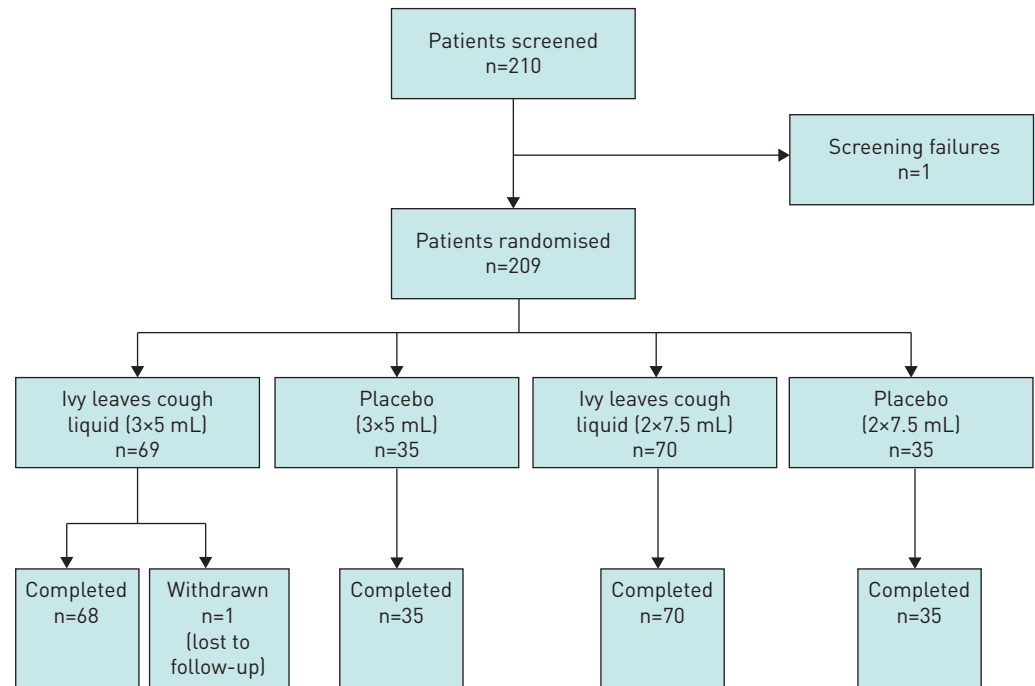 Patients screened
n=210
Screening failures
n=1
Patients randomised
n=209
Ivy leaves cough
liquid (3×5 mL)
n=69
Placebo
(3×5 mL)
n=35
Ivy leaves cough
liquid (2×7.5 mL)
n=70
Placebo
(2×7.5 mL)
n=35
Completed
n=68
Withdrawn
n=1
(lost to
follow-up)
Completed
n=35
Completed
n=70
Completed
n=35